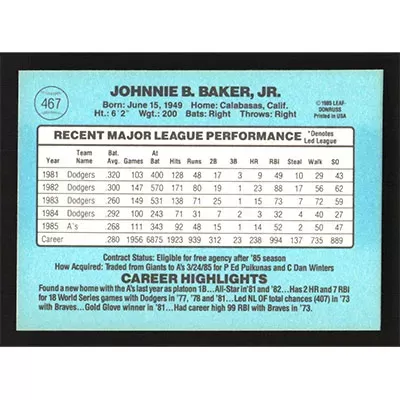 467
JOHNNIE B. BAKER, JR.
Born: June 15, 1949 Home: Calabasas, Calif.
Ht.: 6'2" Wgt.: 200 Bats: Right Throws: Right
©1985 LEAF-
DONRUSS
Printed in USA
RECENT MAJOR LEAGUE PERFORMANCE *Denotes
Led League
Year Team Name Bat. Avg. Games At Bat Hits Runs 2B 3B HR RBI Steal Walk SO
1981 Dodgers .320 103 400 128 48 17 3 9 49 10 29 43
1982 Dodgers .300 147 570 171 80 19 1 23 88 17 56 62
1983 Dodgers .260 149 531 138 71 25 1 15 73 7 72 59
1984 Dodgers .292 100 243 71 31 7 2 3 32 4 40 27
1985 A's .268 111 343 92 48 15 1 14 52 2 50 47
Career .280 1956 6875 1923 939 312 23 238 994 137 735 889
Contract Status: Eligible for free agency after '85 season
How Acquired: Traded from Giants to A's 3/24/85 for P Ed Puikunas and C Dan Winters
CAREER HIGHLIGHTS
Found a new home with the A's last year as platoon 1B... All-Star in '81 and '82... Has 2 HR and 7 RBI
for 18 World Series games with Dodgers in '77, '78 and '81... Led NL OF total chances (407) in '73
with Braves... Gold Glove winner in '81... Had career high 99 RBI with Braves in '73.